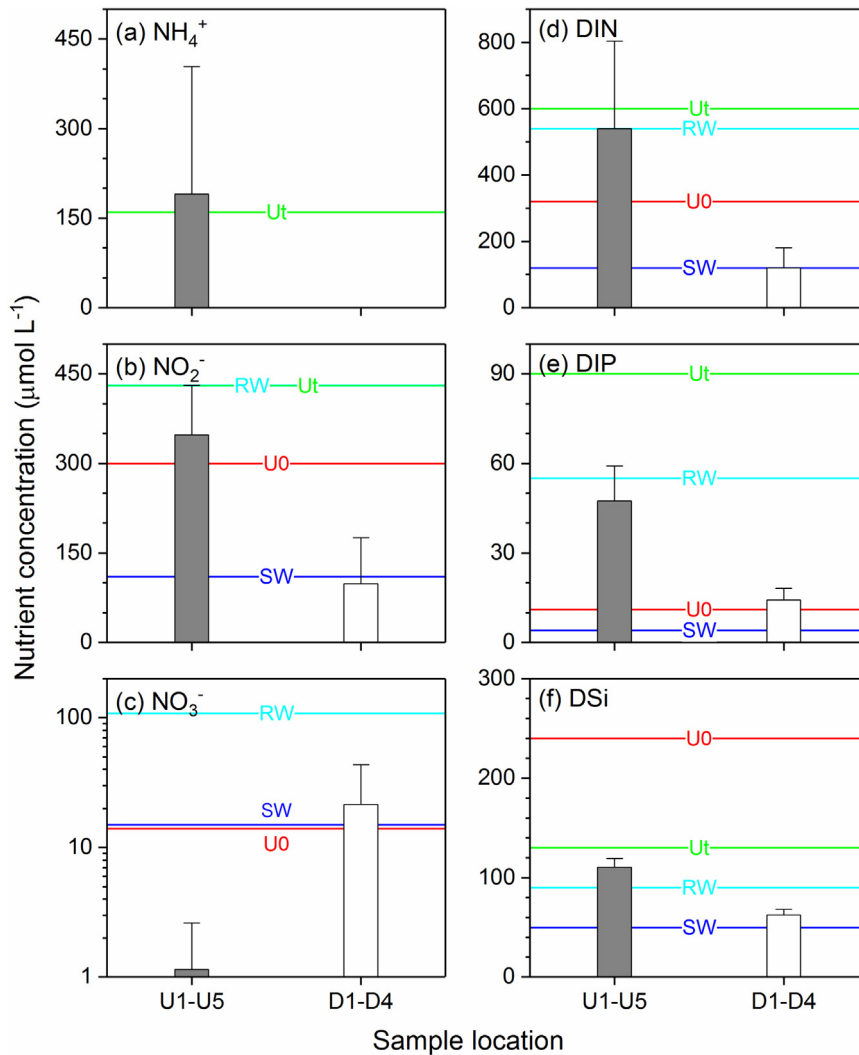 Nutrient concentration (μmol L⁻¹)
(a) NH₄⁺
450
300
150
0
Ut
(b) NO₂⁻
450
300
150
0
RW Ut
U0
SW
(c) NO₃⁻
100
10
1
RW
SW
U0
U1-U5 D1-D4
(d) DIN
800
600
400
200
0
Ut
RW
U0
SW
(e) DIP
90
60
30
0
Ut
RW
U0
SW
(f) DSi
300
200
100
0
U0
Ut
RW
SW
U1-U5 D1-D4
Sample location